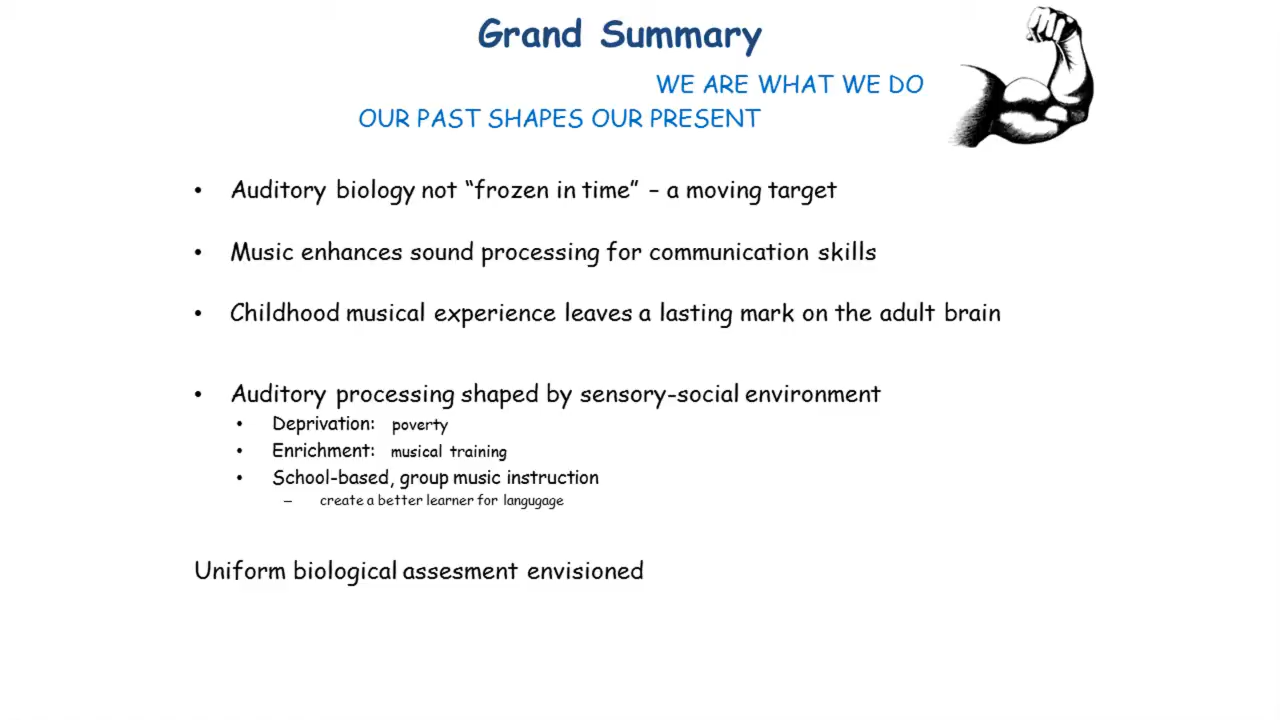 Grand Summary
WE ARE WHAT WE DO
OUR PAST SHAPES OUR PRESENT
• Auditory biology not “frozen in time” – a moving target
• Music enhances sound processing for communication skills
• Childhood musical experience leaves a lasting mark on the adult brain
• Auditory processing shaped by sensory-social environment
• Deprivation: poverty
• Enrichment: musical training
• School-based, group music instruction
– create a better learner for langugage
Uniform biological assesment envisioned